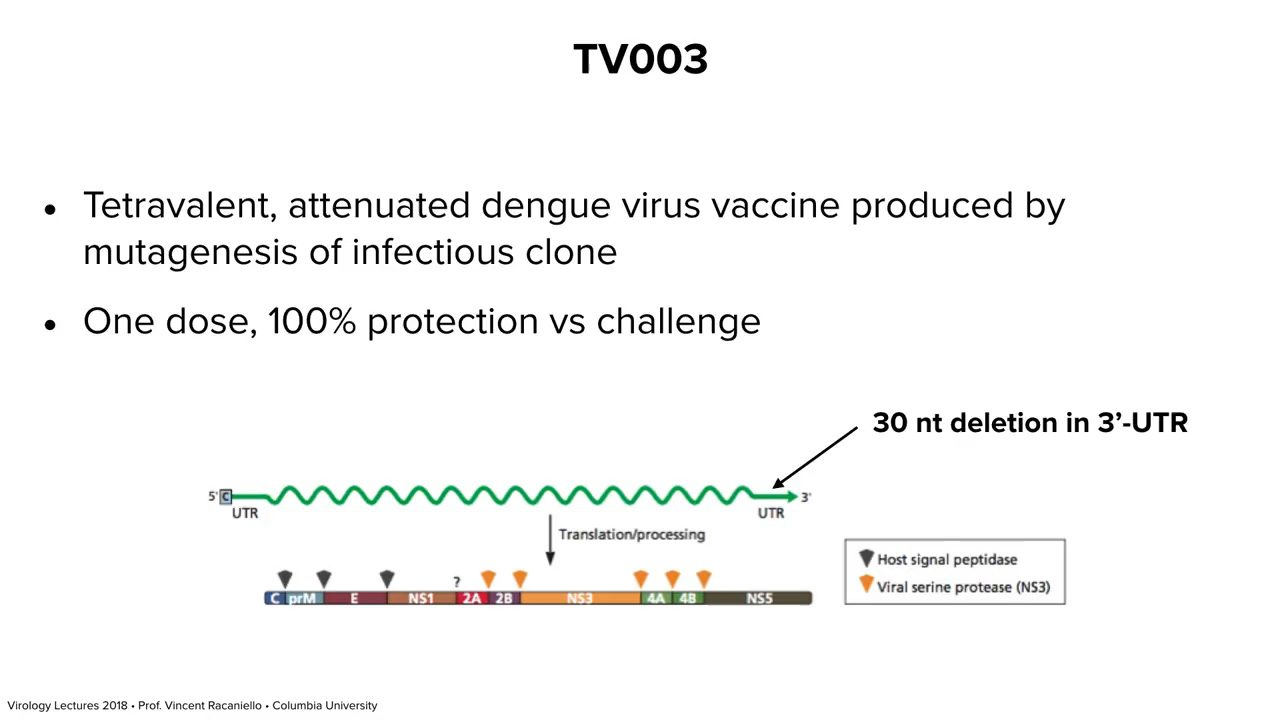 TV003
• Tetravalent, attenuated dengue virus vaccine produced by
mutagenesis of infectious clone
• One dose, 100% protection vs challenge
30 nt deletion in 3’-UTR
5' C 3'
UTR UTR
Translation/processing
Host signal peptidase
Viral serine protease (NS3)
?
C prM E NS1 2A 2B NS3 4A 4B NS5
Virology Lectures 2018 • Prof. Vincent Racaniello • Columbia University